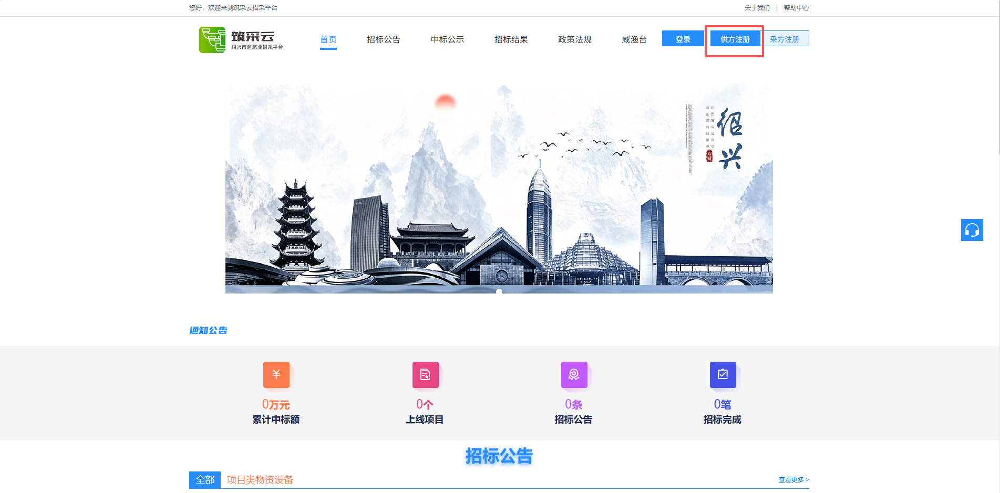 您好，欢迎来到筑采云招采平台
关于我们 | 帮助中心
筑采云
绍兴市建筑业招采平台
首页 招标公告 中标公示 招标结果 政策法规 咸渔台 登录 供方注册 采方注册
绍兴
通知公告
0万元 0个 0条 0笔
累计中标额 上线项目 招标公告 招标完成
招标公告
全部 项目类物资设备 查看更多 >